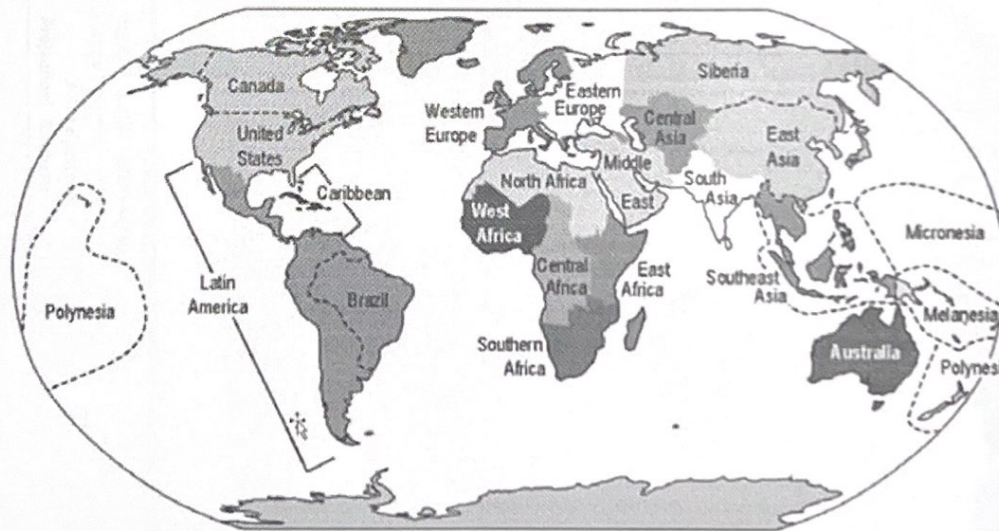 Canada
United
States
Caribbean
Latin
America
Brazil
Polynesia
Western
Europe
Eastern
Europe
Siberia
Central
Asia
East
Asia
Middle
East
South
Asia
North Africa
West
Africa
Central
Africa
East
Africa
Southern
Africa
Southeast
Asia
Micronesia
Melanesia
Australia
Polynes